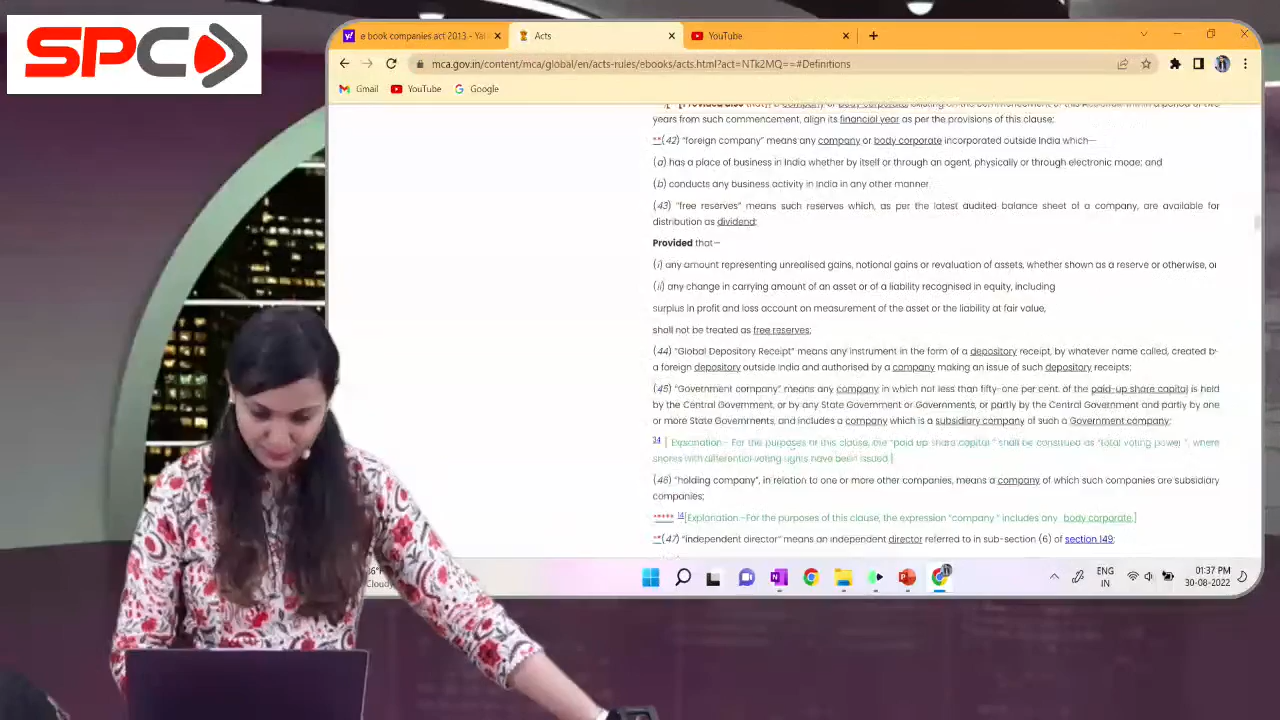 SPC
e book companies act 2013 - Ya
Acts
YouTube
mca.gov.in/content/mca/global/en/acts-rules/ebooks/acts.html?act=NTk2MQ==#Definitions
Gmail
YouTube
Google
years from such commencement, align its financial year as per the provisions of this clause;
**(42) "foreign company" means any company or body corporate incorporated outside India which—
(a) has a place of business in India whether by itself or through an agent, physically or through electronic mode; and
(b) conducts any business activity in India in any other manner.
(43) "free reserves" means such reserves which, as per the latest audited balance sheet of a company, are available for
distribution as dividend;
Provided that—
(i) any amount representing unrealised gains, notional gains or revaluation of assets, whether shown as a reserve or otherwise, or
(ii) any change in carrying amount of an asset or of a liability recognised in equity, including
surplus in profit and loss account on measurement of the asset or the liability at fair value,
shall not be treated as free reserves;
(44) "Global Depository Receipt" means any instrument in the form of a depository receipt, by whatever name called, created by
a foreign depository outside India and authorised by a company making an issue of such depository receipts;
(45) "Government company" means any company in which not less than fifty-one per cent. of the paid-up share capital is held
by the Central Government, or by any State Government or Governments, or partly by the Central Government and partly by one
or more State Governments, and includes a company which is a subsidiary company of such a Government company;
[ Explanation.- For the purposes of this clause, the "paid up share capital" shall be construed as "total voting power", where
shares with differential voting rights have been issued.]
(46) "holding company", in relation to one or more other companies, means a company of which such companies are subsidiary
companies;
***** 14[Explanation.—For the purposes of this clause, the expression "company" includes any body corporate.]
**(47) "independent director" means an independent director referred to in sub-section (6) of section 149;
Cloudy
ENG
IN
01:37 PM
30-08-2022